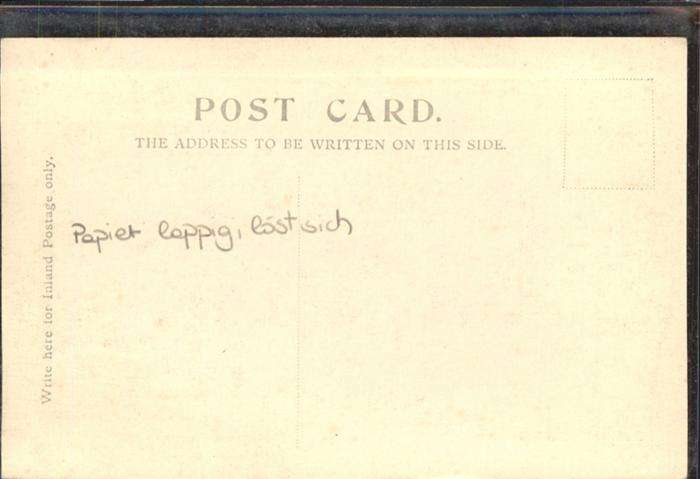 POST CARD.
THE ADDRESS TO BE WRITTEN ON THIS SIDE.
Write here for Inland Postage only.
Papier lappig, löst sich